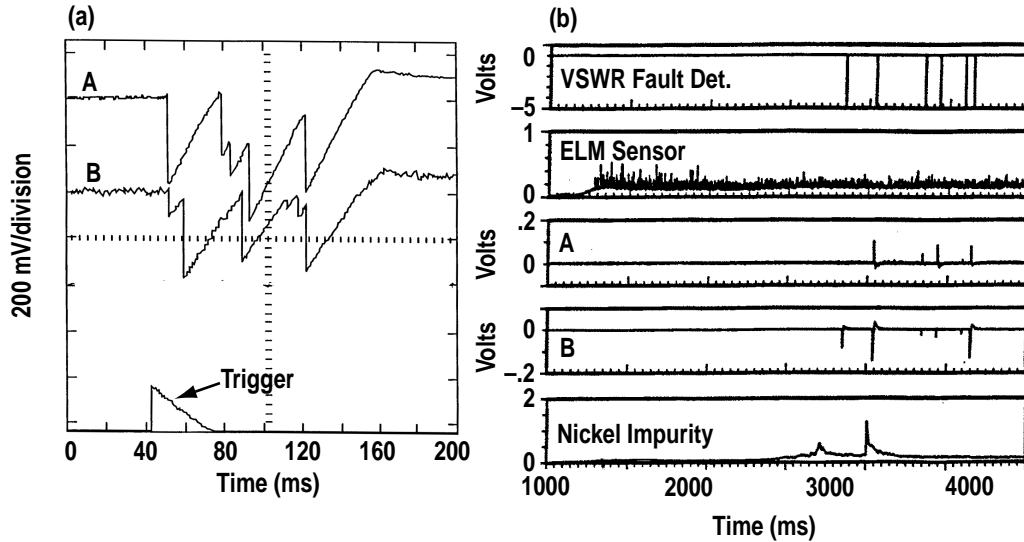 (a)
A
B
200 mV/division
Trigger
0 40 80 120 160 200
Time (ms)
(b)
Volts
0
–5
VSWR Fault Det.
1
0
ELM Sensor
Volts
.2
0
A
Volts
0
–.2
B
2
0
Nickel Impurity
1000 2000 3000 4000
Time (ms)